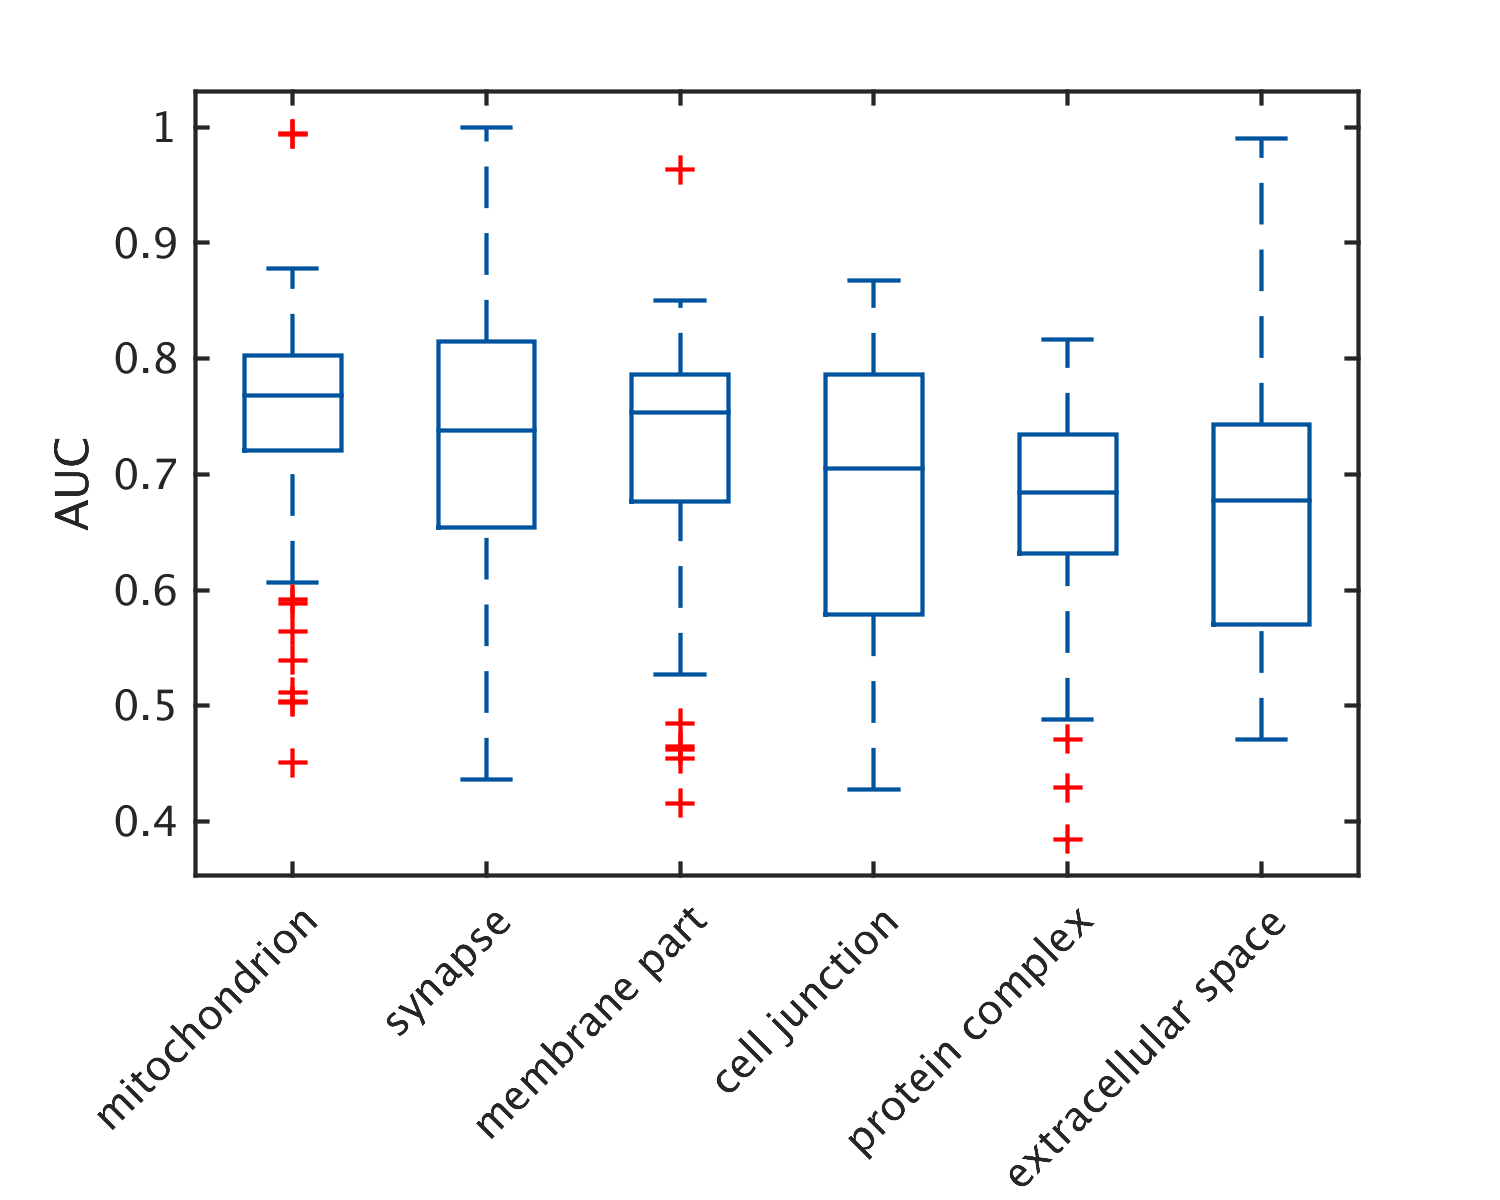 1
0.9
0.8
0.7
0.6
0.5
0.4
AUC
mitochondrion
synapse
membrane part
cell junction
protein complex
extracellular space